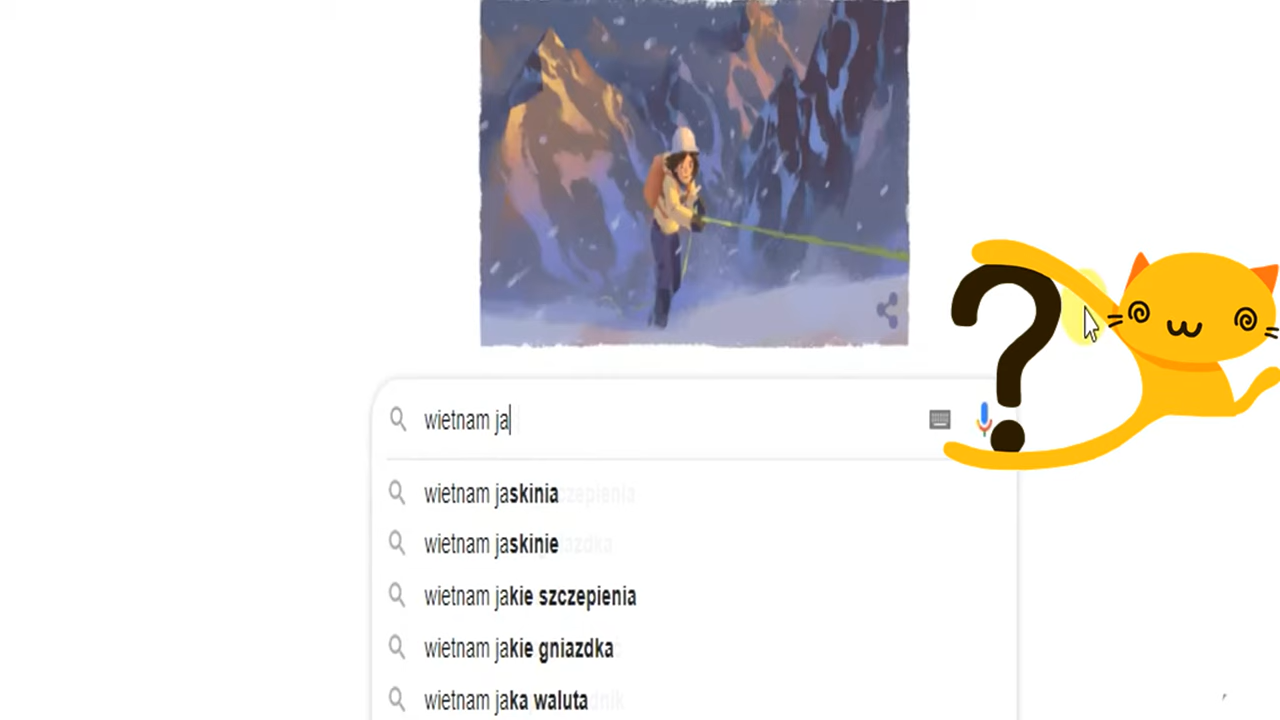 wietnam ja
wietnam jaskinia
wietnam jaskinie
wietnam jakie szczepienia
wietnam jakie gniazdka
wietnam jaka waluta
?